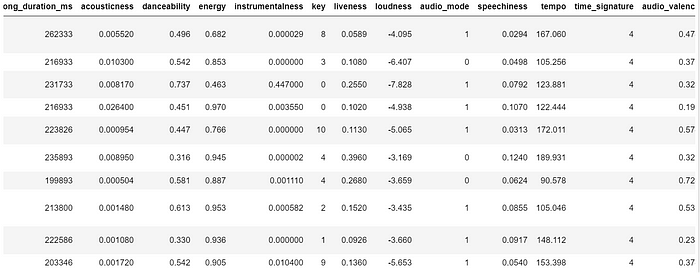 ong_duration_ms acousticness danceability energy instrumentalness key liveness loudness audio_mode speechiness tempo time_signature audio_valenc
262333 0.005520 0.496 0.682 0.000029 8 0.0589 -4.095 1 0.0294 167.060 4 0.47
216933 0.010300 0.542 0.853 0.000000 3 0.1080 -6.407 0 0.0498 105.256 4 0.37
231733 0.008170 0.737 0.463 0.447000 0 0.2550 -7.828 1 0.0792 123.881 4 0.32
216933 0.026400 0.451 0.970 0.003550 0 0.1020 -4.938 1 0.1070 122.444 4 0.19
223826 0.000954 0.447 0.766 0.000000 10 0.1130 -5.065 1 0.0313 172.011 4 0.57
235893 0.008950 0.316 0.945 0.000002 4 0.3960 -3.169 0 0.1240 189.931 4 0.32
199893 0.000504 0.581 0.887 0.001110 4 0.2680 -3.659 0 0.0624 90.578 4 0.72
213800 0.001480 0.613 0.953 0.000582 2 0.1520 -3.435 1 0.0855 105.046 4 0.53
222586 0.001080 0.330 0.936 0.000000 1 0.0926 -3.660 1 0.0917 148.112 4 0.23
203346 0.001720 0.542 0.905 0.010400 9 0.1360 -5.653 1 0.0540 153.398 4 0.37